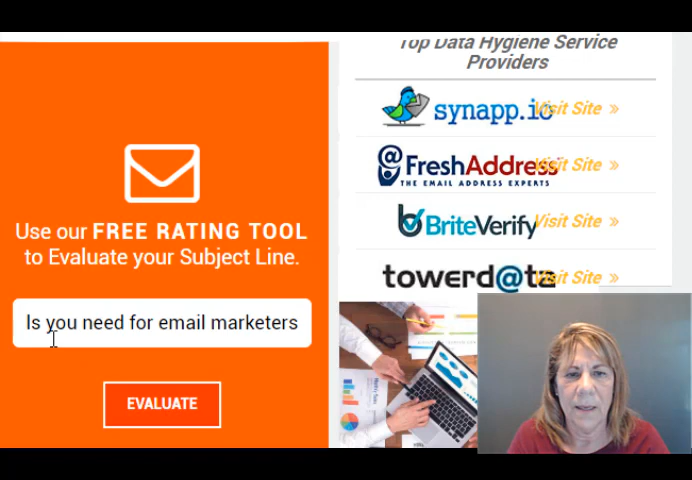 Top Data Hygiene Service
Providers
synapp.io Visit Site »
FreshAddress Visit Site »
THE EMAIL ADDRESS EXPERTS
BriteVerify Visit Site »
towerd@ta Visit Site »
Use our FREE RATING TOOL
to Evaluate your Subject Line.
Is you need for email marketers
EVALUATE